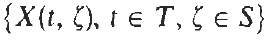 {X(t, ζ), t ∈ T, ζ ∈ S}